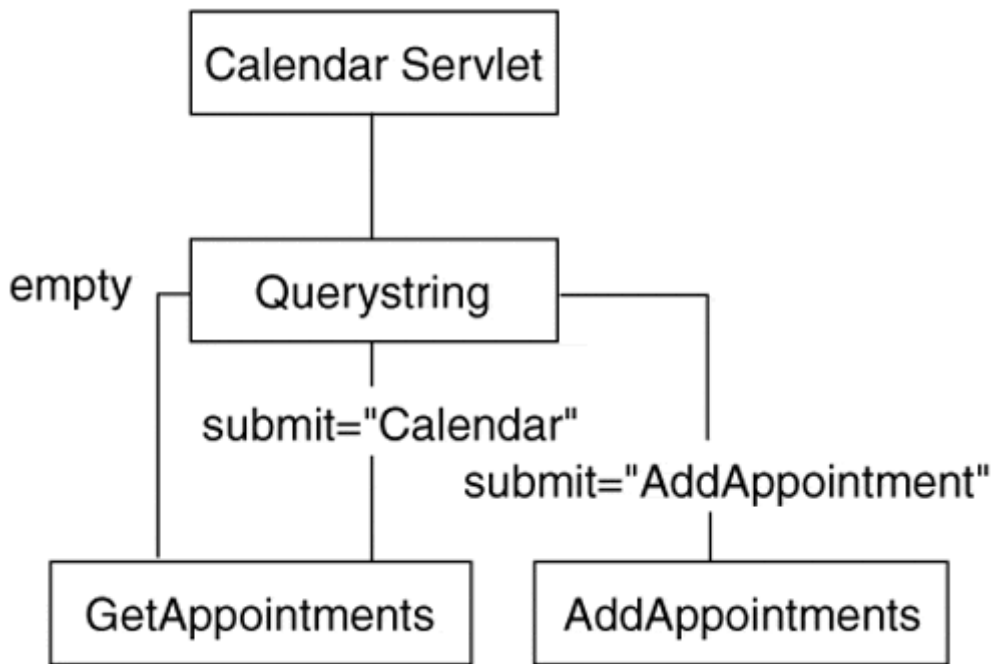 Calendar Servlet
empty
Querystring
submit="Calendar"
submit="AddAppointment"
GetAppointments
AddAppointments